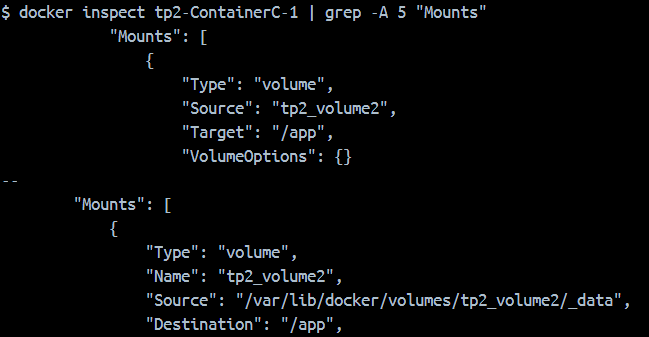 $ docker inspect tp2-ContainerC-1 | grep -A 5 "Mounts"
            "Mounts": [
                {
                    "Type": "volume",
                    "Source": "tp2_volume2",
                    "Target": "/app",
                    "VolumeOptions": {}
--
        "Mounts": [
            {
                "Type": "volume",
                "Name": "tp2_volume2",
                "Source": "/var/lib/docker/volumes/tp2_volume2/_data",
                "Destination": "/app",